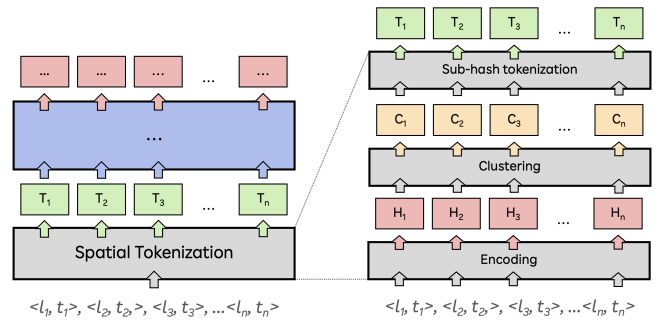 ... ... ... ... ...
...
T1 T2 T3 ... Tn
Spatial Tokenization
<l1, t1>, <l2, t2,>, <l3, t3>, ...<ln, tn>
T1 T2 T3 ... Tn
Sub-hash tokenization
C1 C2 C3 ... Cn
Clustering
H1 H2 H3 ... Hn
Encoding
<l1, t1>, <l2, t2,>, <l3, t3>, ...<ln, tn>